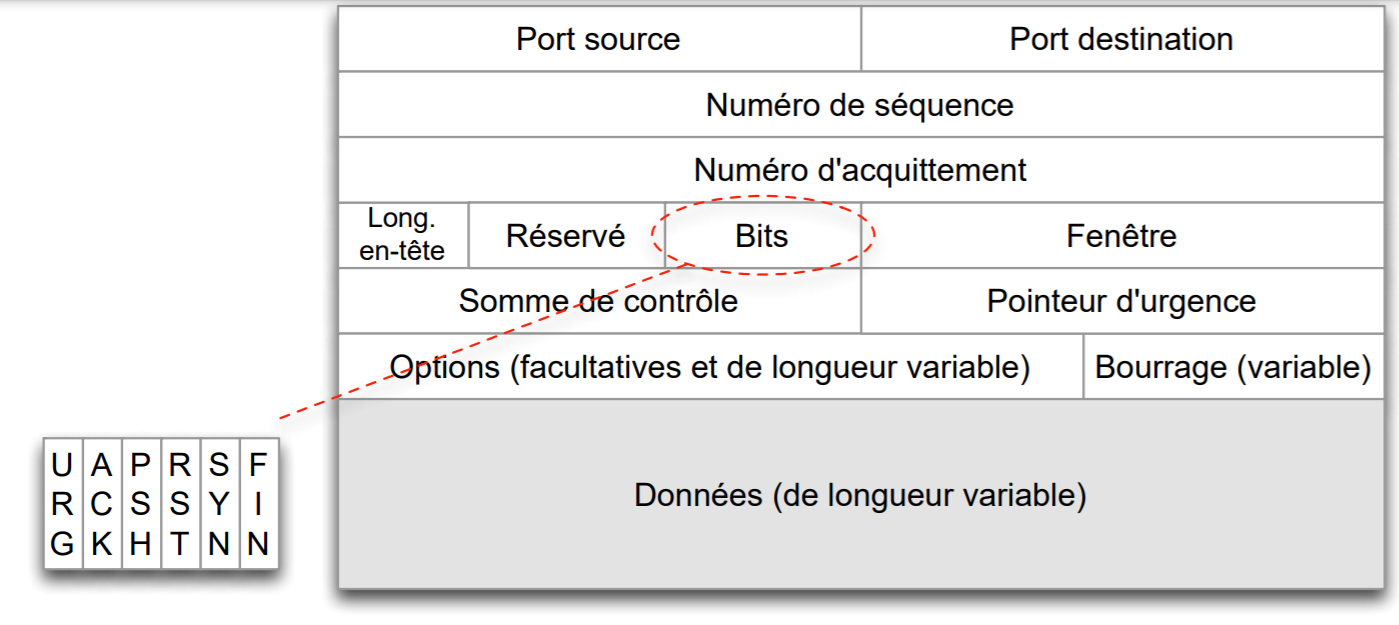 Port source
Port destination
Numéro de séquence
Numéro d'acquittement
Long.
en-tête
Réservé
Bits
Fenêtre
Somme de contrôle
Pointeur d'urgence
Options (facultatives et de longueur variable)
Bourrage (variable)
Données (de longueur variable)
URG
ACK
PSH
RST
SYN
FIN